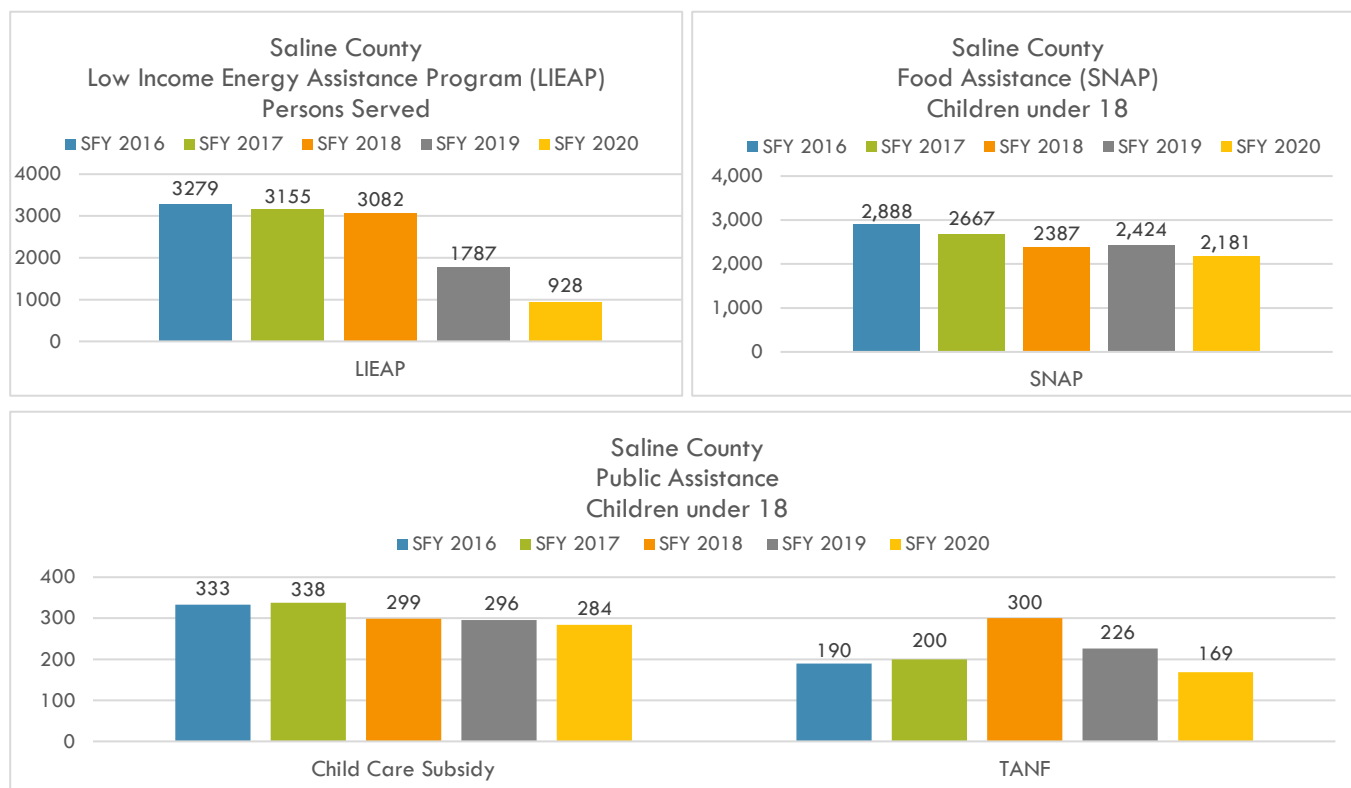 Saline County
Low Income Energy Assistance Program (LIEAP)
Persons Served
SFY 2016 SFY 2017 SFY 2018 SFY 2019 SFY 2020
4000
3000
2000
1000
0
3279
3155
3082
1787
928
LIEAP
Saline County
Food Assistance (SNAP)
Children under 18
SFY 2016 SFY 2017 SFY 2018 SFY 2019 SFY 2020
4,000
3,000
2,000
1,000
0
2,888
2667
2387
2,424
2,181
SNAP
Saline County
Public Assistance
Children under 18
SFY 2016 SFY 2017 SFY 2018 SFY 2019 SFY 2020
400
300
200
100
0
333
338
299
296
284
190
200
300
226
169
Child Care Subsidy
TANF